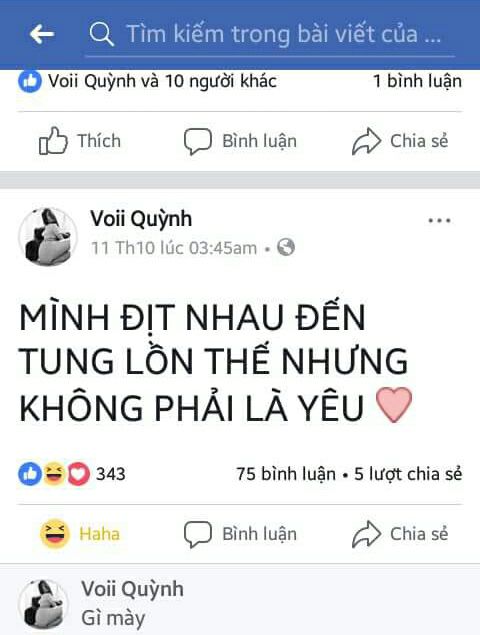 Tìm kiếm trong bài viết của ...
Voii Quỳnh và 10 người khác 1 bình luận
Thích Bình luận Chia sẻ
Voii Quỳnh
11 Th10 lúc 03:45am
MÌNH ĐỊT NHAU ĐẾN
TUNG LỒN THẾ NHƯNG
KHÔNG PHẢI LÀ YÊU
343 75 bình luận • 5 lượt chia sẻ
Haha Bình luận Chia sẻ
Voii Quỳnh
Gì mày